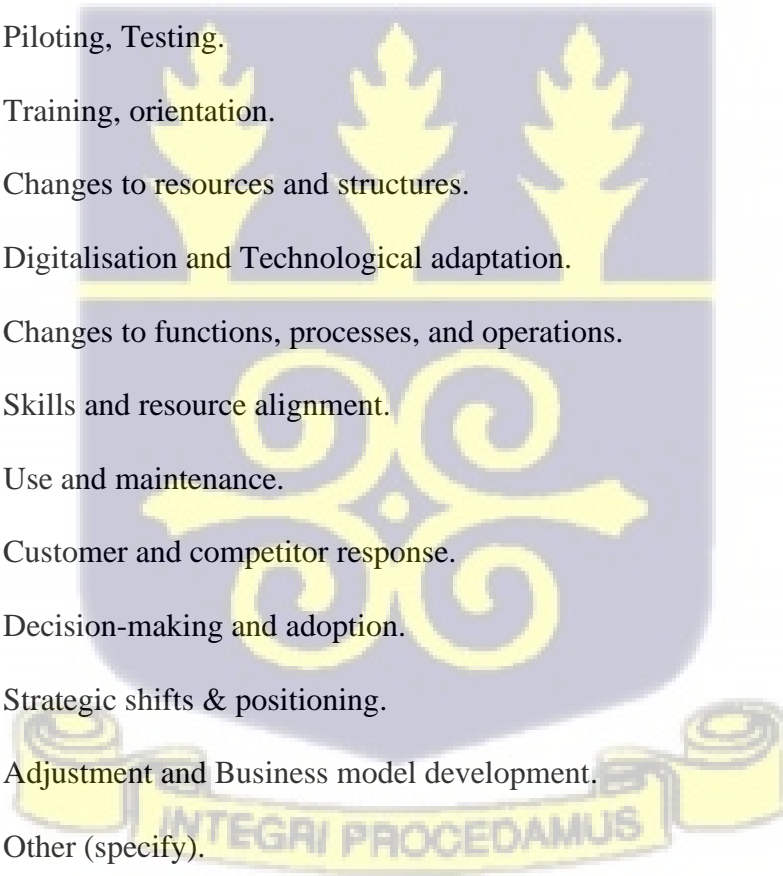 Piloting, Testing.
Training, orientation.
Changes to resources and structures.
Digitalisation and Technological adaptation.
Changes to functions, processes, and operations.
Skills and resource alignment.
Use and maintenance.
Customer and competitor response.
Decision-making and adoption.
Strategic shifts & positioning.
Adjustment and Business model development.
INTEGRI PROCEDAMUS
Other (specify).